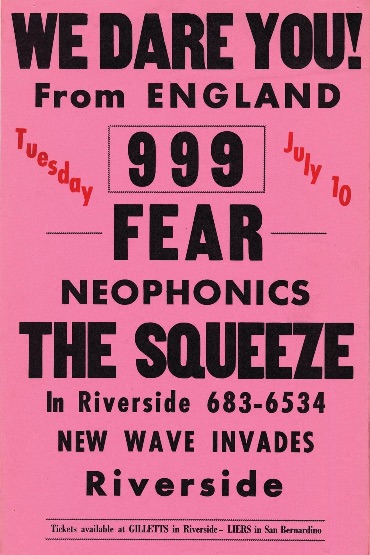 WE DARE YOU!
From ENGLAND
Tuesday
999
July 10
FEAR
NEOPHONICS
THE SQUEEZE
In Riverside 683-6534
NEW WAVE INVADES
Riverside
Tickets available at GILLETTS in Riverside – LIERS in San Bernardino